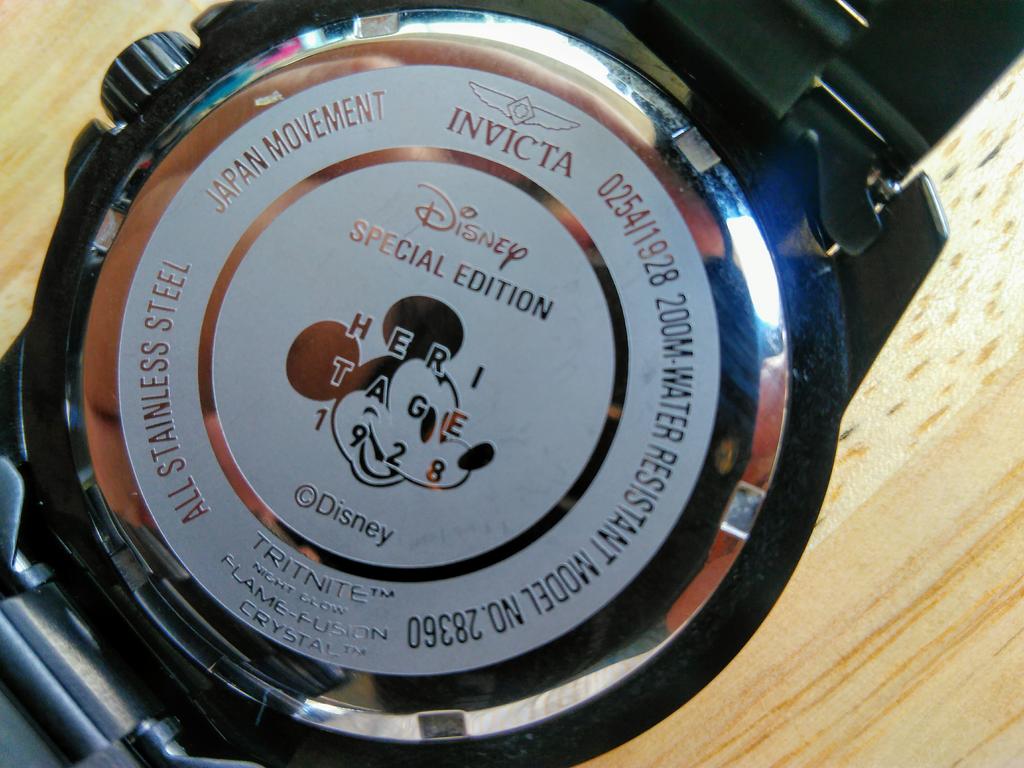 INVICTA
0254/1928 200M-WATER RESISTANT MODEL NO.28360
TRITNITE™
NIGHT GLOW
FLAME-FUSION
CRYSTAL™
ALL STAINLESS STEEL
JAPAN MOVEMENT
Disney
SPECIAL EDITION
HERI
TAGE
1928
©Disney